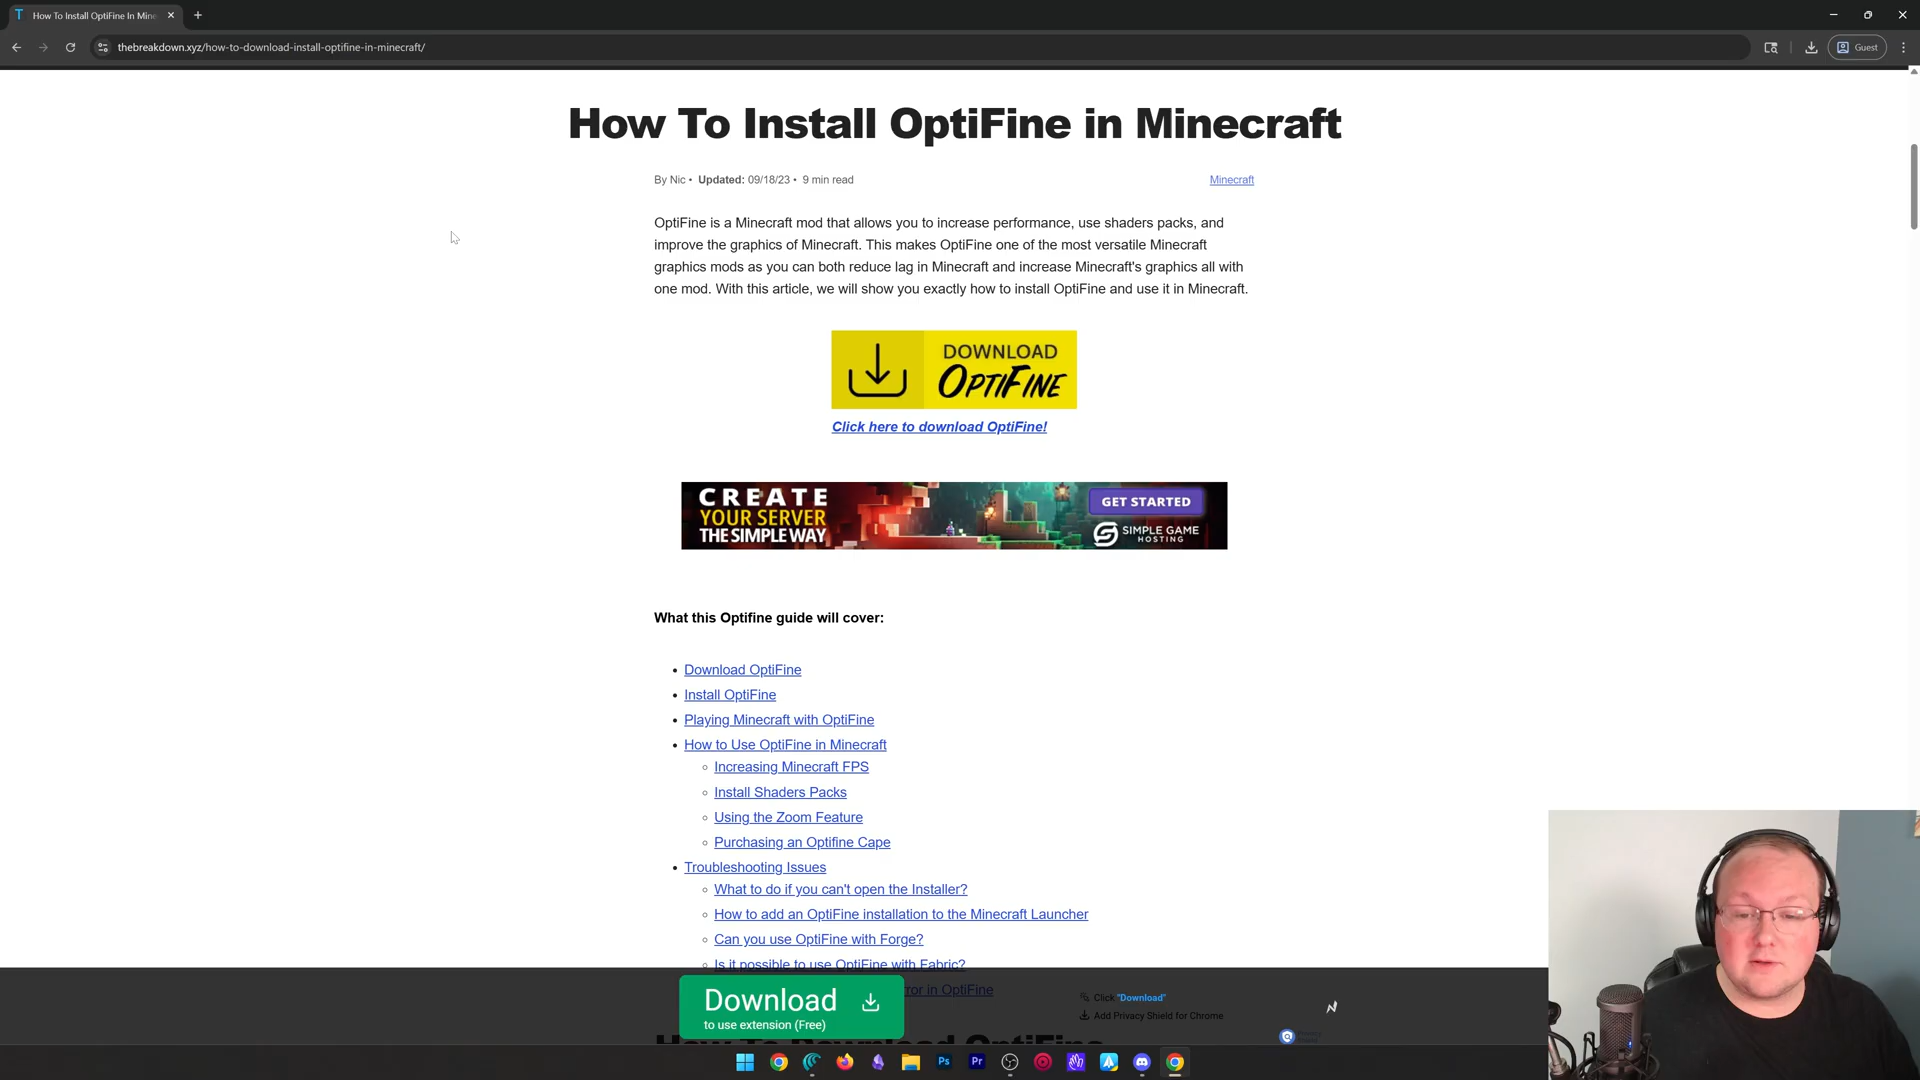 T How To Install OptiFine In Mine
thebreakdown.xyz/how-to-download-install-optifine-in-minecraft/
Guest
How To Install OptiFine in Minecraft
By Nic • Updated: 09/18/23 • 9 min read
Minecraft
OptiFine is a Minecraft mod that allows you to increase performance, use shaders packs, and
improve the graphics of Minecraft. This makes OptiFine one of the most versatile Minecraft
graphics mods as you can both reduce lag in Minecraft and increase Minecraft's graphics all with
one mod. With this article, we will show you exactly how to install OptiFine and use it in Minecraft.
DOWNLOAD
OPTIFINE
Click here to download OptiFine!
CREATE
YOUR SERVER
THE SIMPLE WAY
GET STARTED
SIMPLE GAME
HOSTING
What this Optifine guide will cover:
• Download OptiFine
• Install OptiFine
• Playing Minecraft with OptiFine
• How to Use OptiFine in Minecraft
Increasing Minecraft FPS
Install Shaders Packs
Using the Zoom Feature
Purchasing an Optifine Cape
• Troubleshooting Issues
What to do if you can't open the Installer?
How to add an OptiFine installation to the Minecraft Launcher
Can you use OptiFine with Forge?
Is it possible to use OptiFine with Fabric?
rror in OptiFine
Download
to use extension (Free)
Click "Download"
Add Privacy Shield for Chrome
How To Download OptiFine
Ps
Pr